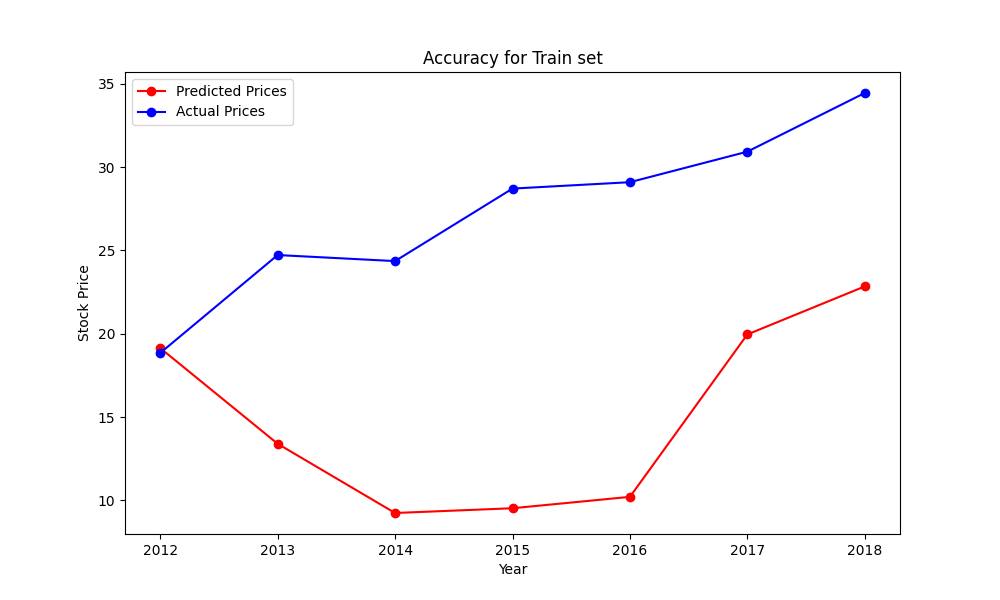 Accuracy for Train set
Predicted Prices
Actual Prices
Stock Price
35
30
25
20
15
10
2012 2013 2014 2015 2016 2017 2018
Year